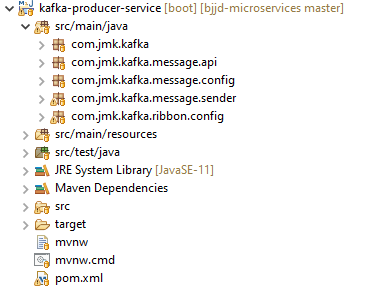 kafka-producer-service [boot] [bjjd-microservices master]
src/main/java
com.jmk.kafka
com.jmk.kafka.message.api
com.jmk.kafka.message.config
com.jmk.kafka.message.sender
com.jmk.kafka.ribbon.config
src/main/resources
src/test/java
JRE System Library [JavaSE-11]
Maven Dependencies
src
target
mvnw
mvnw.cmd
pom.xml